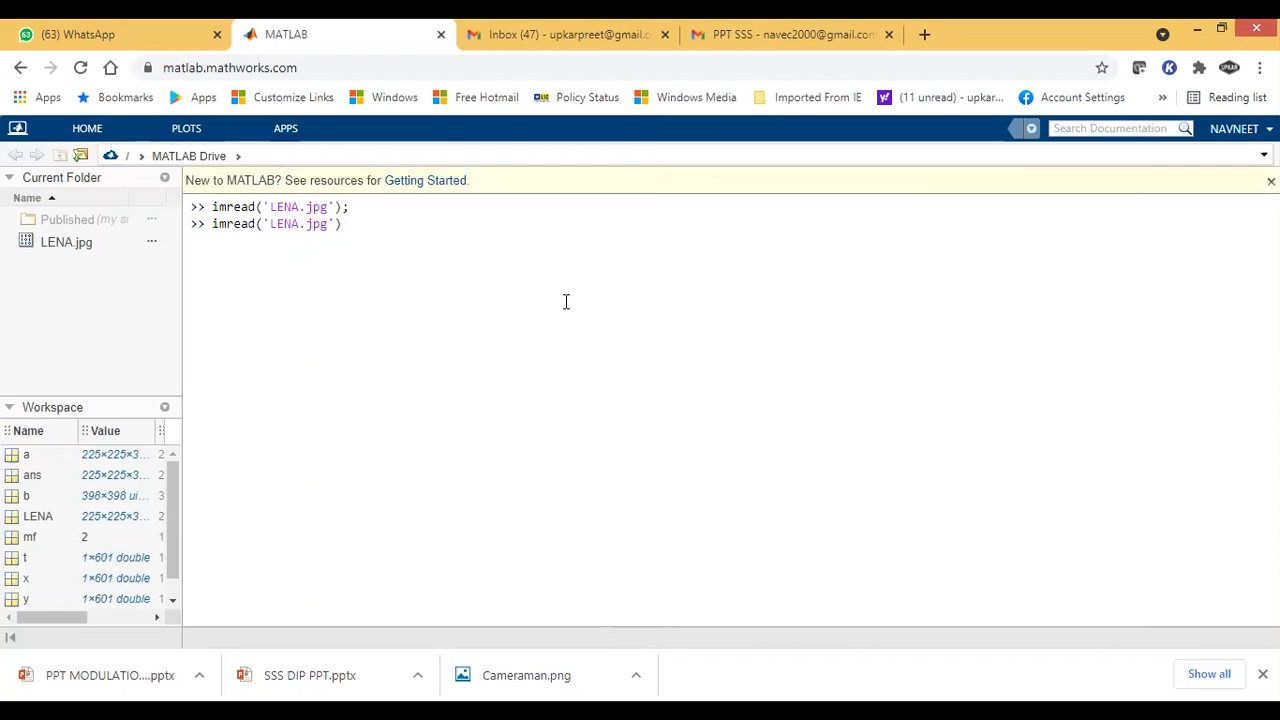 63 (63) WhatsApp
MATLAB
Inbox (47) - upkarpreet@gmail.c
PPT SSS - navec2000@gmail.com
matlab.mathworks.com
UPKAR
Apps Bookmarks Apps Customize Links Windows Free Hotmail Policy Status Windows Media Imported From IE (11 unread) - upkar... Account Settings » Reading list
HOME PLOTS APPS Search Documentation NAVNEET
/ MATLAB Drive
Current Folder
Name
Published (my si ...
LENA.jpg ...
New to MATLAB? See resources for Getting Started.
>> imread('LENA.jpg');
>> imread('LENA.jpg')
Workspace
Name Value
a 225×225×3... 2
ans 225×225×3... 2
b 398×398 ui... 3
LENA 225×225×3... 2
mf 2 1
t 1×601 double 1
x 1×601 double 1
y 1×601 double 1
PPT MODULATIO....pptx
SSS DIP PPT.pptx
Cameraman.png
Show all